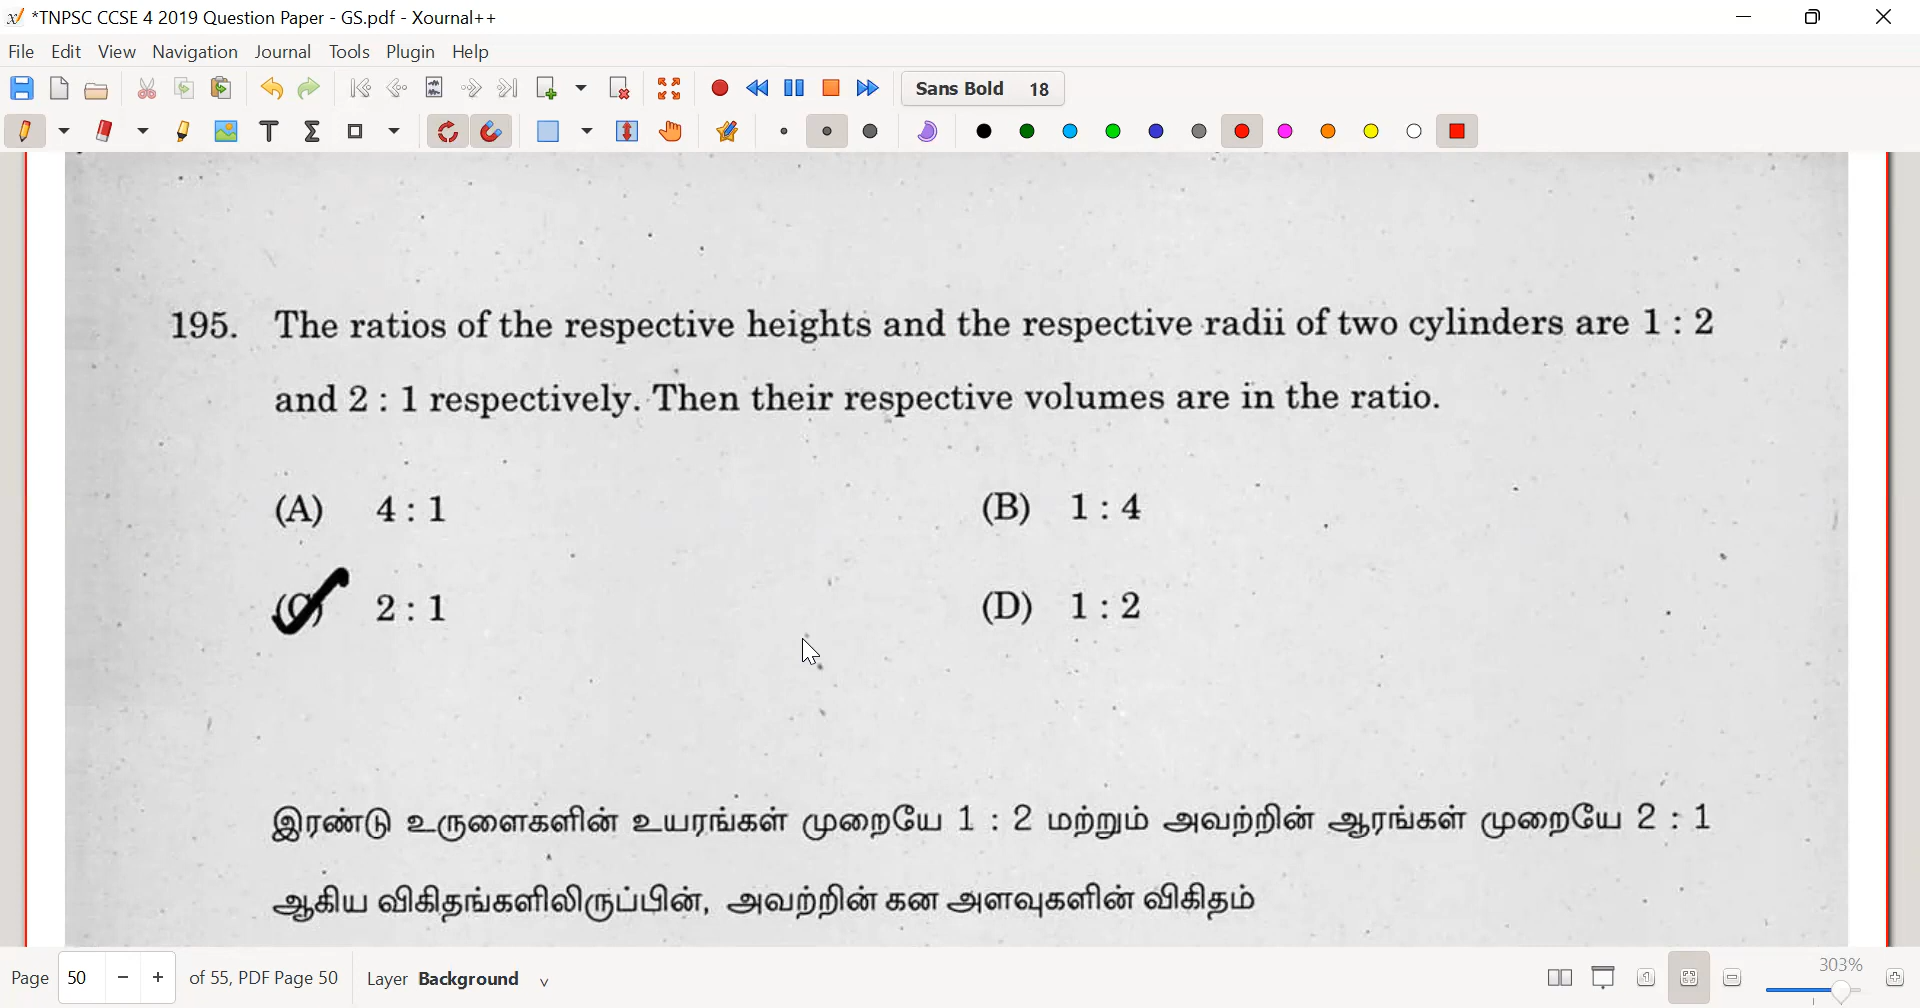 *TNPSC CCSE 4 2019 Question Paper - GS.pdf - Xournal++
File Edit View Navigation Journal Tools Plugin Help
Sans Bold 18
195. The ratios of the respective heights and the respective radii of two cylinders are 1 : 2
and 2 : 1 respectively. Then their respective volumes are in the ratio.
(A) 4 : 1 (B) 1 : 4
(C) 2 : 1 (D) 1 : 2
இரண்டு உருளைகளின் உயரங்கள் முறையே 1 : 2 மற்றும் அவற்றின் ஆரங்கள் முறையே 2 : 1
ஆகிய விகிதங்களிலிருப்பின், அவற்றின் கன அளவுகளின் விகிதம்
Page 50 − + of 55, PDF Page 50 Layer Background 303%